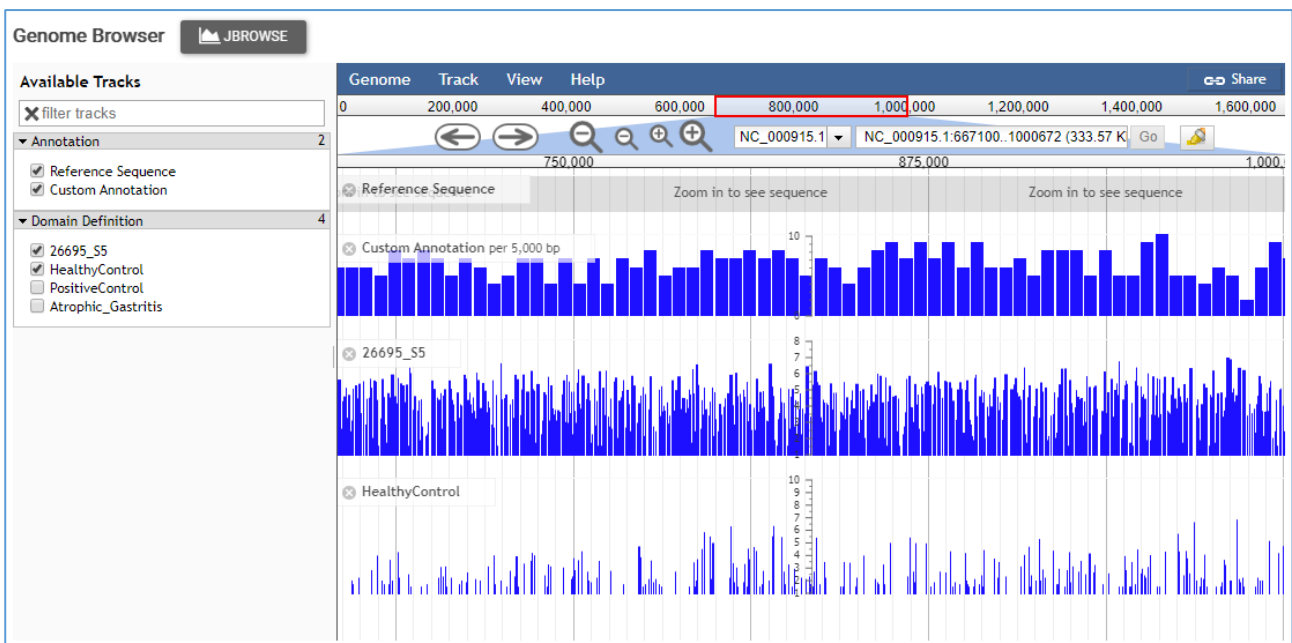 Genome Browser JBROWSE
Available Tracks
filter tracks
Annotation 2
Reference Sequence
Custom Annotation
Domain Definition 4
26695_S5
HealthyControl
PositiveControl
Atrophic_Gastritis
Genome Track View Help Share
0 200,000 400,000 600,000 800,000 1,000,000 1,200,000 1,400,000 1,600,000
NC_000915.1 NC_000915.1:667100..1000672 (333.57 K Go
750,000 875,000 1,000,
Reference Sequence Zoom in to see sequence Zoom in to see sequence
Custom Annotation per 5,000 bp
10
26695_S5
8
7
6
5
HealthyControl
10
9
8
7
6
5
4
3